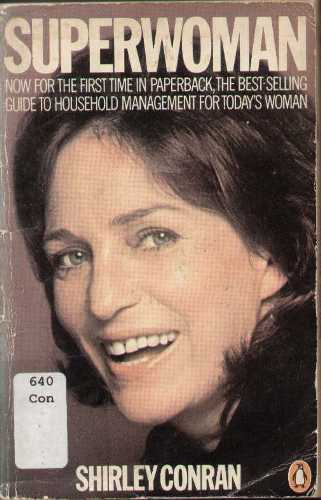 SUPERWOMAN
NOW FOR THE FIRST TIME IN PAPERBACK, THE BEST-SELLING
GUIDE TO HOUSEHOLD MANAGEMENT FOR TODAY'S WOMAN
640
Con
SHIRLEY CONRAN